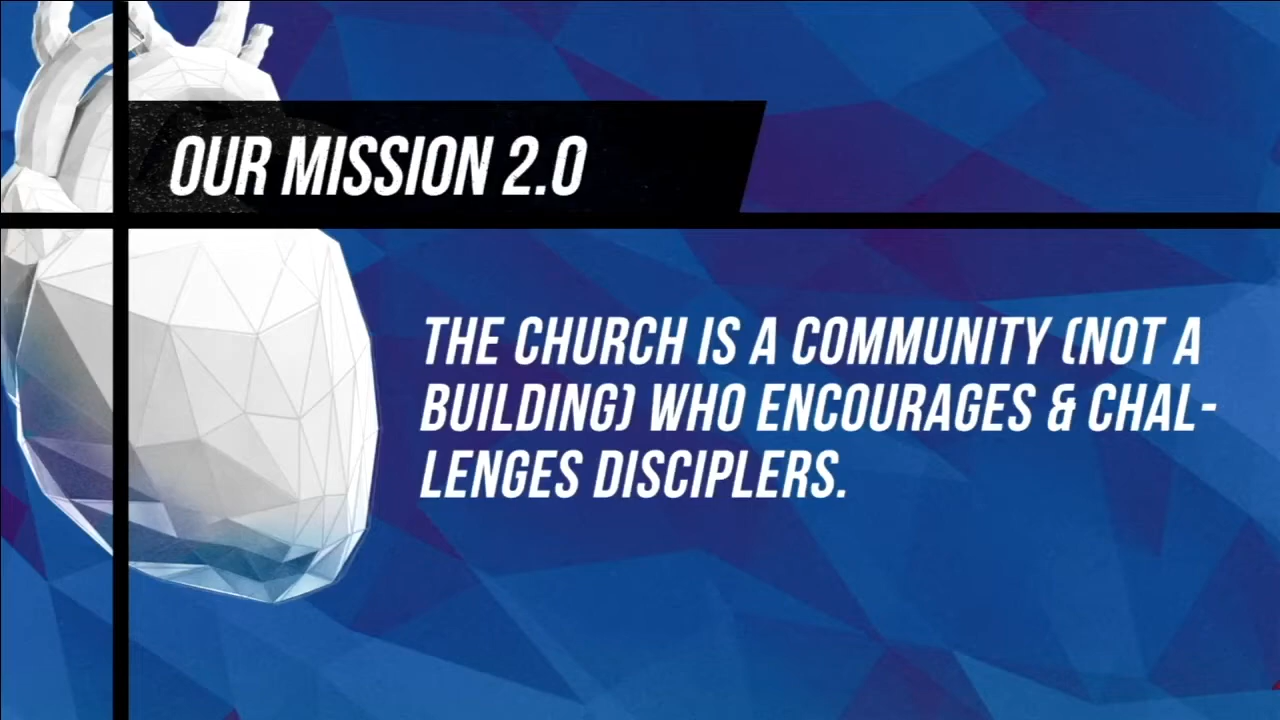 OUR MISSION 2.0
THE CHURCH IS A COMMUNITY (NOT A
BUILDING) WHO ENCOURAGES & CHAL-
LENGES DISCIPLERS.